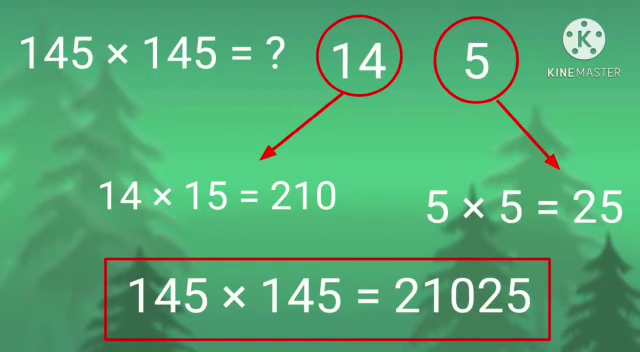 145 × 145 = ?
14
5
KINEMASTER
14 × 15 = 210
5 × 5 = 25
145 × 145 = 21025